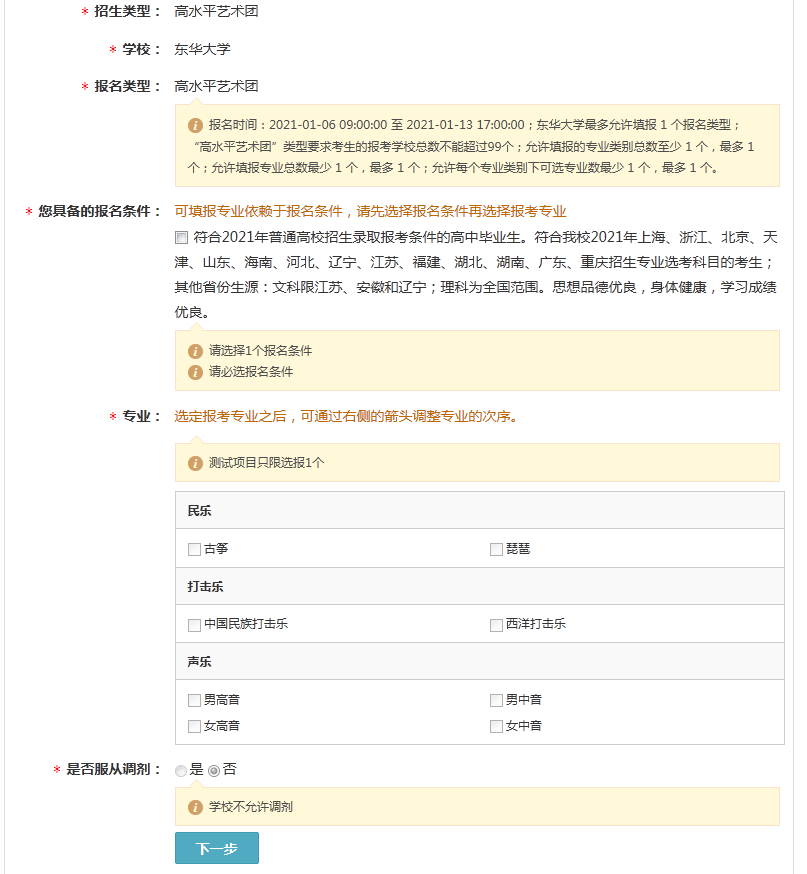 * 招生类型： 高水平艺术团
* 学校： 东华大学
* 报名类型： 高水平艺术团
报名时间：2021-01-06 09:00:00 至 2021-01-13 17:00:00；东华大学最多允许填报 1 个报名类型；
“高水平艺术团”类型要求考生的报考学校总数不能超过99个；允许填报的专业类别总数至少 1 个，最多 1
个；允许填报专业总数最少 1 个，最多 1 个；允许每个专业类别下可选专业数最少 1 个，最多 1 个。
* 您具备的报名条件： 可填报专业依赖于报名条件，请先选择报名条件再选择报考专业
符合2021年普通高校招生录取报考条件的高中毕业生。符合我校2021年上海、浙江、北京、天
津、山东、海南、河北、辽宁、江苏、福建、湖北、湖南、广东、重庆招生专业选考科目的考生；
其他省份生源：文科限江苏、安徽和辽宁；理科为全国范围。思想品德优良，身体健康，学习成绩
优良。
请选择1个报名条件
请必选报名条件
* 专业： 选定报考专业之后，可通过右侧的箭头调整专业的次序。
测试项目只限选报1个
民乐
古筝 琵琶
打击乐
中国民族打击乐 西洋打击乐
声乐
男高音 男中音
女高音 女中音
* 是否服从调剂： 是 否
学校不允许调剂
下一步